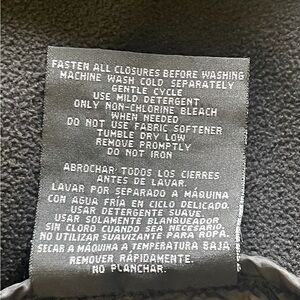 FASTEN ALL CLOSURES BEFORE WASHING
MACHINE WASH COLD SEPARATELY
GENTLE CYCLE
USE MILD DETERGENT
ONLY NON-CHLORINE BLEACH
WHEN NEEDED
DO NOT USE FABRIC SOFTENER
TUMBLE DRY LOW
REMOVE PROMPTLY
DO NOT IRON
ABROCHAR TODOS LOS CIERRES
ANTES DE LAVAR.
LAVAR POR SEPARADO A MÁQUINA
CON AGUA FRÍA EN CICLO DELICADO.
USAR DETERGENTE SUAVE.
USAR SOLAMENTE BLANQUEADOR
SIN CLORO CUANDO SEA NECESARIO.
NO UTILIZAR SUAVIZANTE PARA ROPA.
SECAR A MÁQUINA A TEMPERATURA BAJA
REMOVER RÁPIDAMENTE.
NO PLANCHAR.